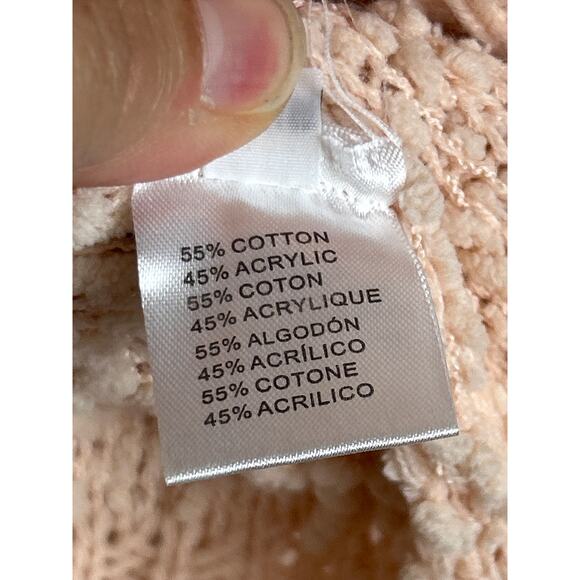 55% COTTON
45% ACRYLIC
55% COTON
45% ACRYLIQUE
55% ALGODÓN
45% ACRÍLICO
55% COTONE
45% ACRILICO